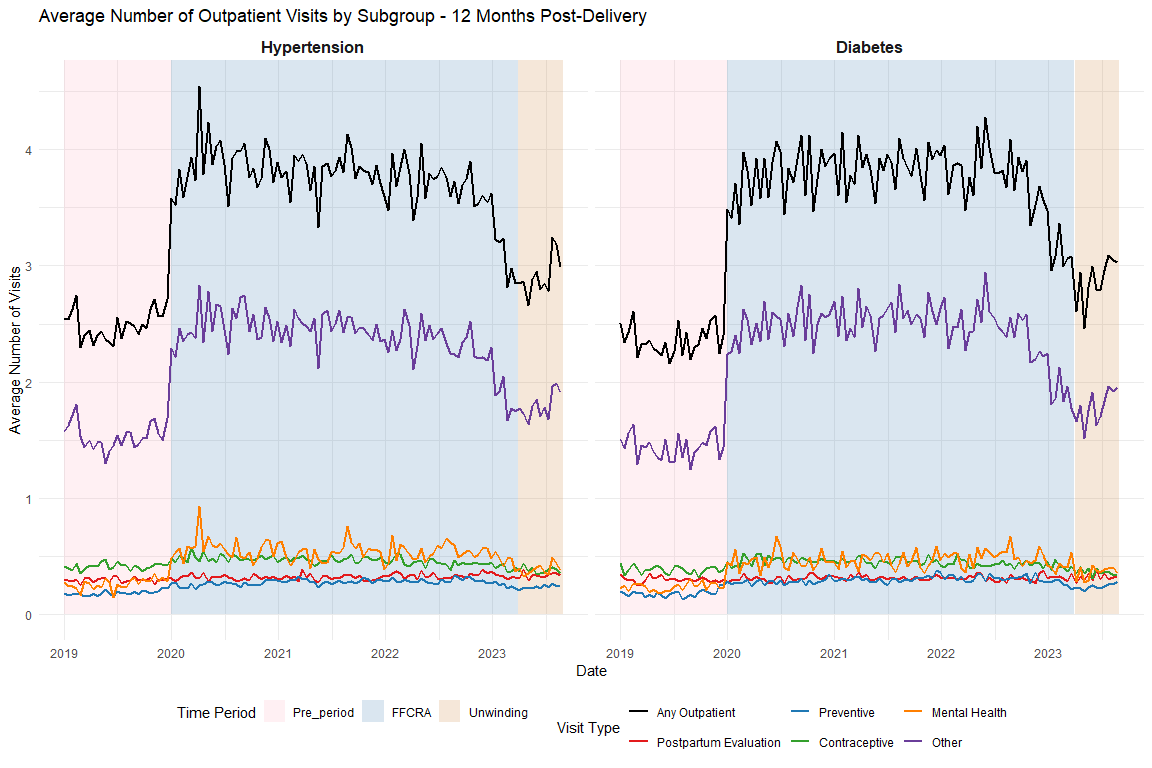 Average Number of Outpatient Visits by Subgroup - 12 Months Post-Delivery
Hypertension
Diabetes
Average Number of Visits
4
3
2
1
0
2019 2020 2021 2022 2023
2019 2020 2021 2022 2023
Date
Time Period Pre_period FFCRA Unwinding
Visit Type
Any Outpatient Preventive Mental Health
Postpartum Evaluation Contraceptive Other